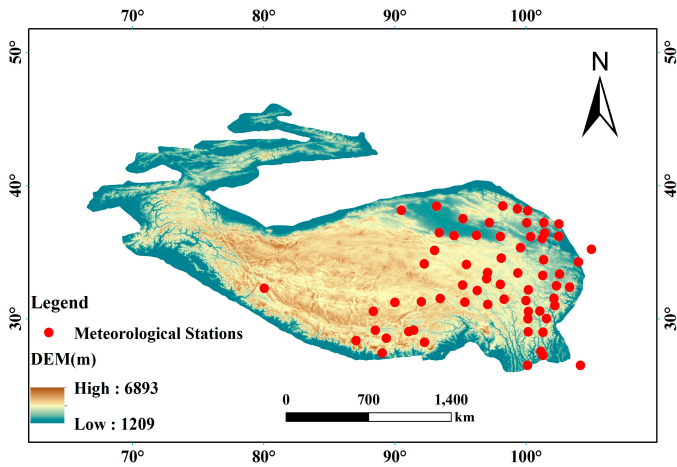 70° 80° 90° 100°
50° 50°
N
40° 40°
Legend
Meteorological Stations
30° 30°
DEM(m)
High : 6893
Low : 1209
0 700 1,400
km
70° 80° 90° 100°